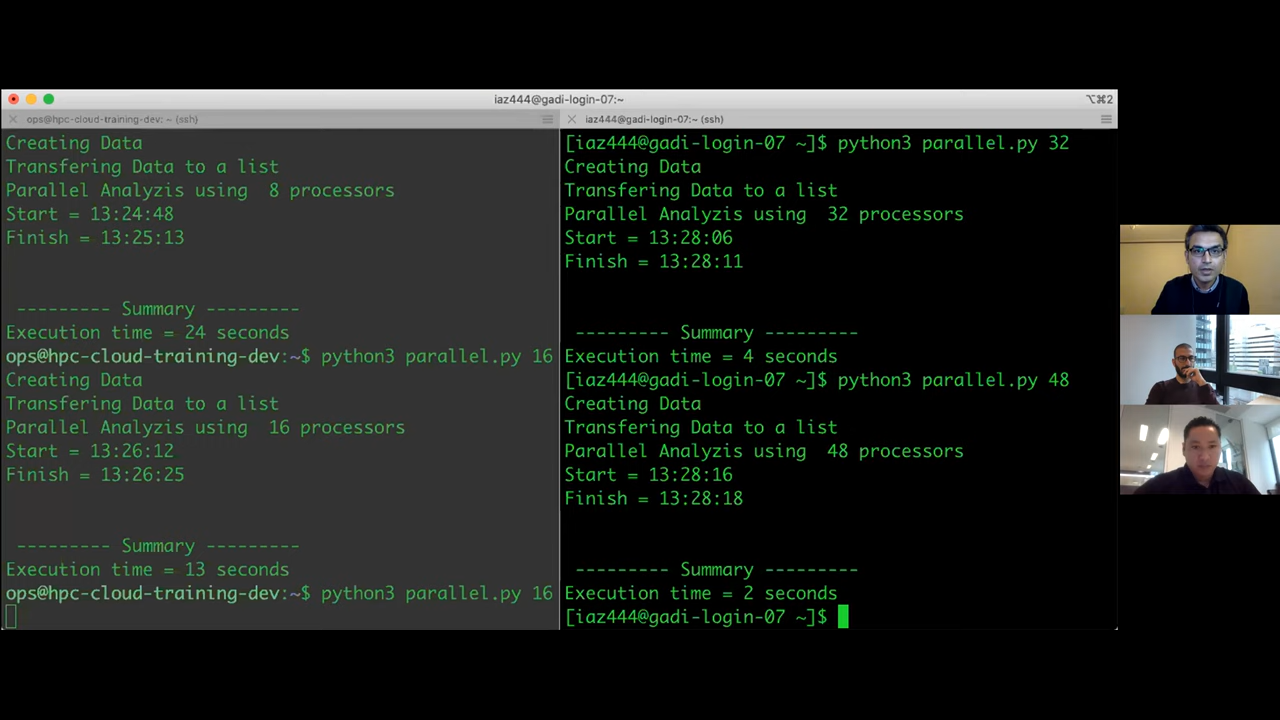 iaz444@gadi-login-07:~
⌥⌘2
ops@hpc-cloud-training-dev: ~ (ssh)
Creating Data
Transfering Data to a list
Parallel Analyzis using  8 processors
Start = 13:24:48
Finish = 13:25:13
--------- Summary ---------
Execution time = 24 seconds
ops@hpc-cloud-training-dev:~$ python3 parallel.py 16
Creating Data
Transfering Data to a list
Parallel Analyzis using  16 processors
Start = 13:26:12
Finish = 13:26:25
--------- Summary ---------
Execution time = 13 seconds
ops@hpc-cloud-training-dev:~$ python3 parallel.py 16
iaz444@gadi-login-07:~ (ssh)
[iaz444@gadi-login-07 ~]$ python3 parallel.py 32
Creating Data
Transfering Data to a list
Parallel Analyzis using  32 processors
Start = 13:28:06
Finish = 13:28:11
--------- Summary ---------
Execution time = 4 seconds
[iaz444@gadi-login-07 ~]$ python3 parallel.py 48
Creating Data
Transfering Data to a list
Parallel Analyzis using  48 processors
Start = 13:28:16
Finish = 13:28:18
--------- Summary ---------
Execution time = 2 seconds
[iaz444@gadi-login-07 ~]$